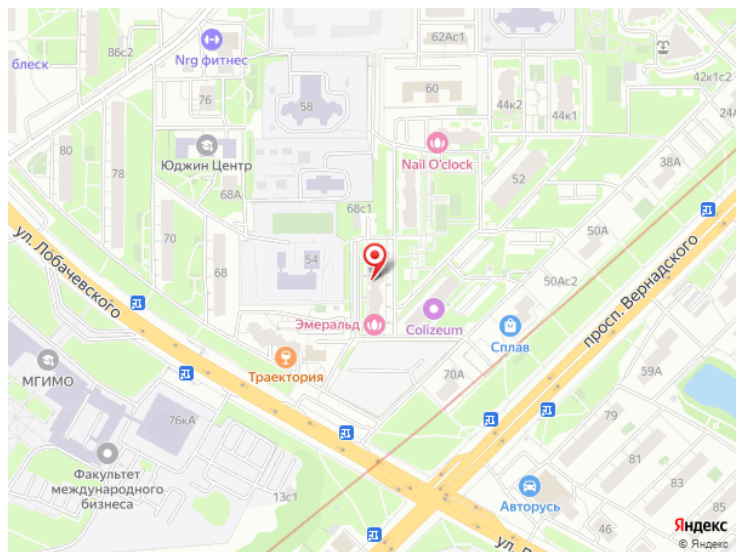 86с2
62Ас1
блеск
Nrg фитнес
42к1с2
76
60
44к2
44к1
58
24А
80
78
Юджин Центр
Nail O'clock
38А
68А
52
68с1
70
50А
68
54
50Ас2
ул. Лобачевского
просп. Вернадского
Эмеральд
Colizeum
Сплав
Траектория
70А
59А
МГИМО
76кА
79
Факультет
международного
бизнеса
81
83
85
13с1
Авторусь
46
ул. Л
Яндекс
© Яндекс